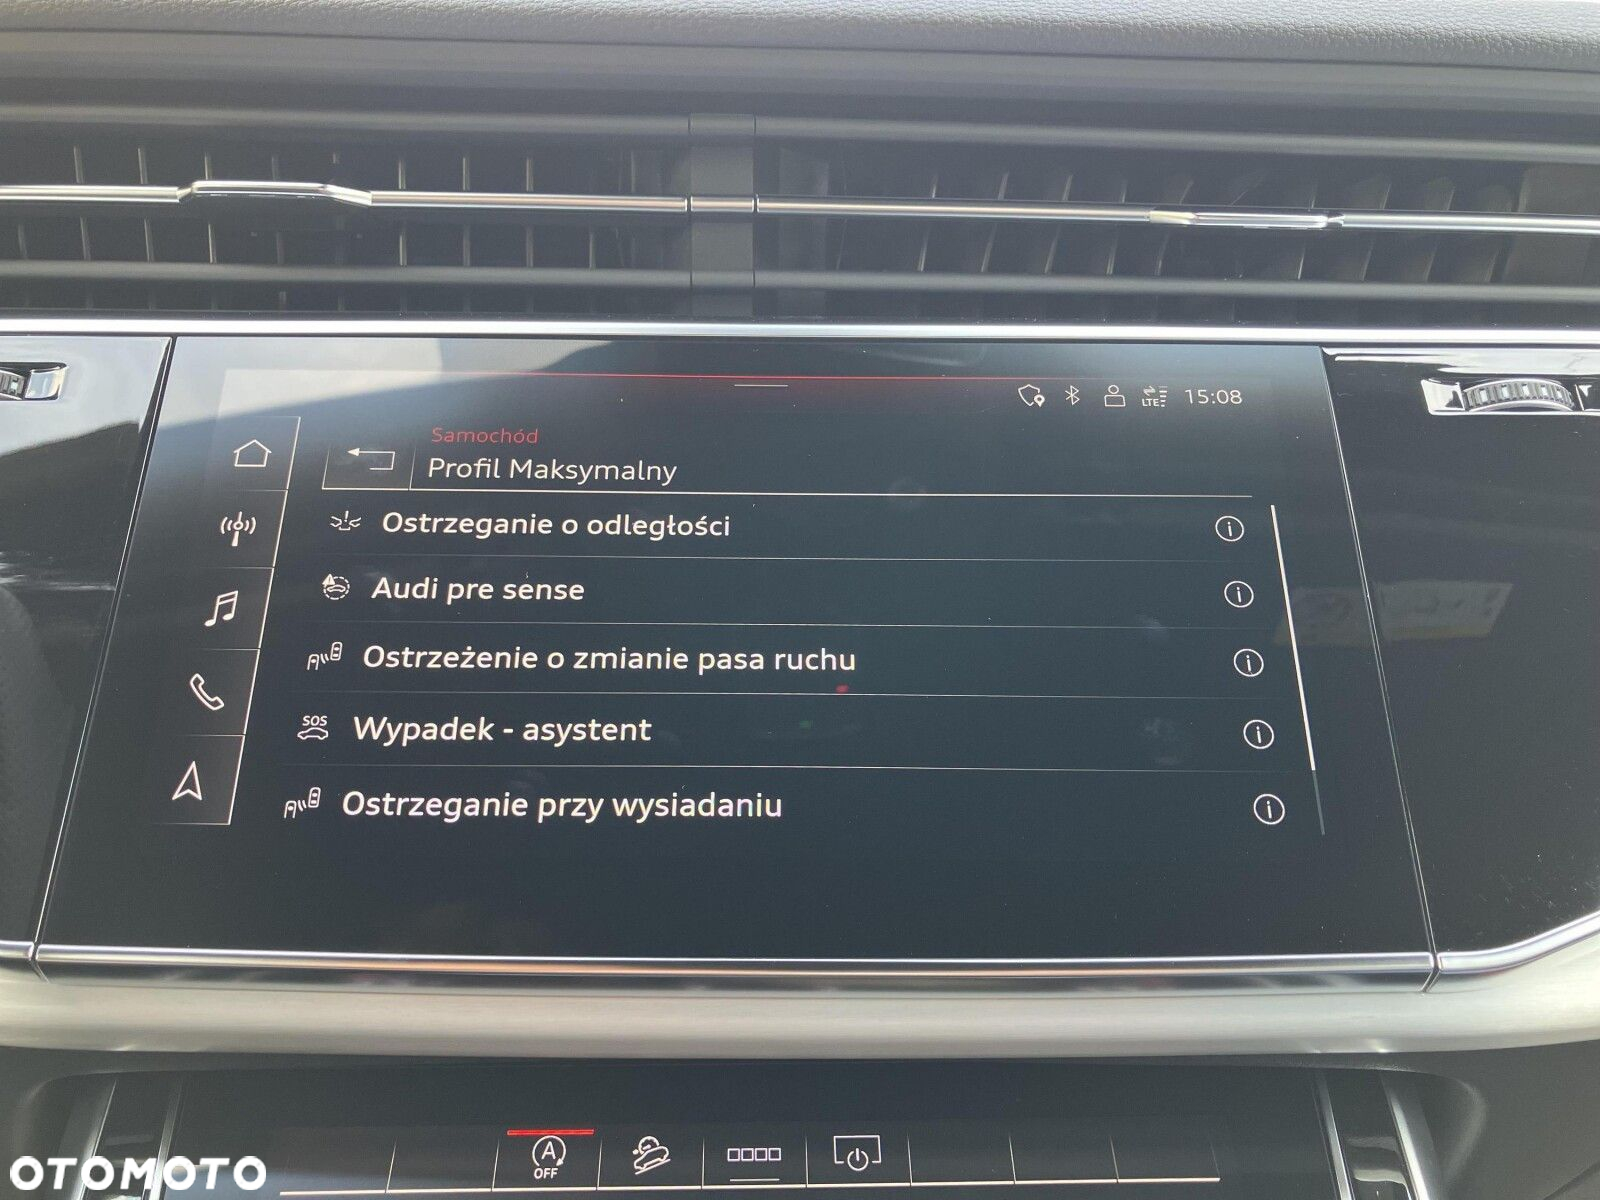 LTE 15:08
Samochód
Profil Maksymalny
Ostrzeganie o odległości
Audi pre sense
Ostrzeżenie o zmianie pasa ruchu
SOS
Wypadek - asystent
Ostrzeganie przy wysiadaniu
A
OFF
OTOMOTO